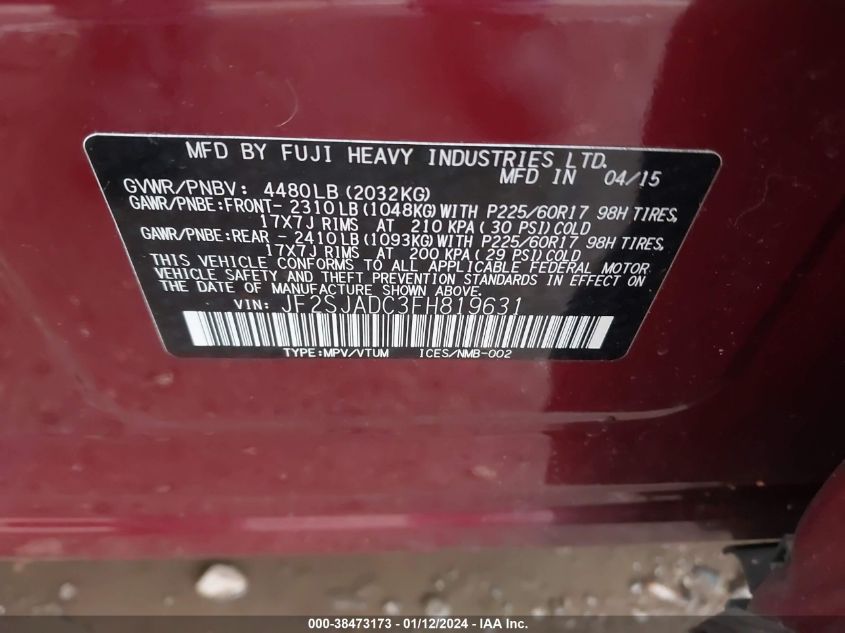 MFD BY FUJI HEAVY INDUSTRIES LTD.
MFD IN 04/15
GVWR/PNBV: 4480LB(2032KG)
GAWR/PNBE:FRONT-2310LB(1048KG)WITH P225/60R17 98H TIRES,
17X7J RIMS AT 210 KPA(30 PSI)COLD
GAWR/PNBE:REAR -2410LB(1093KG)WITH P225/60R17 98H TIRES,
17X7J RIMS AT 200 KPA(29 PSI)COLD
THIS VEHICLE CONFORMS TO ALL APPLICABLE FEDERAL MOTOR
VEHICLE SAFETY AND THEFT PREVENTION STANDARDS IN EFFECT ON
THE DATE OF MANUFACTURE SHOWN ABOVE.
VIN: JF2SJADC3FH819631
TYPE:MPV/VTUM ICES/NMB-002
000-38473173 - 01/12/2024 - IAA Inc.